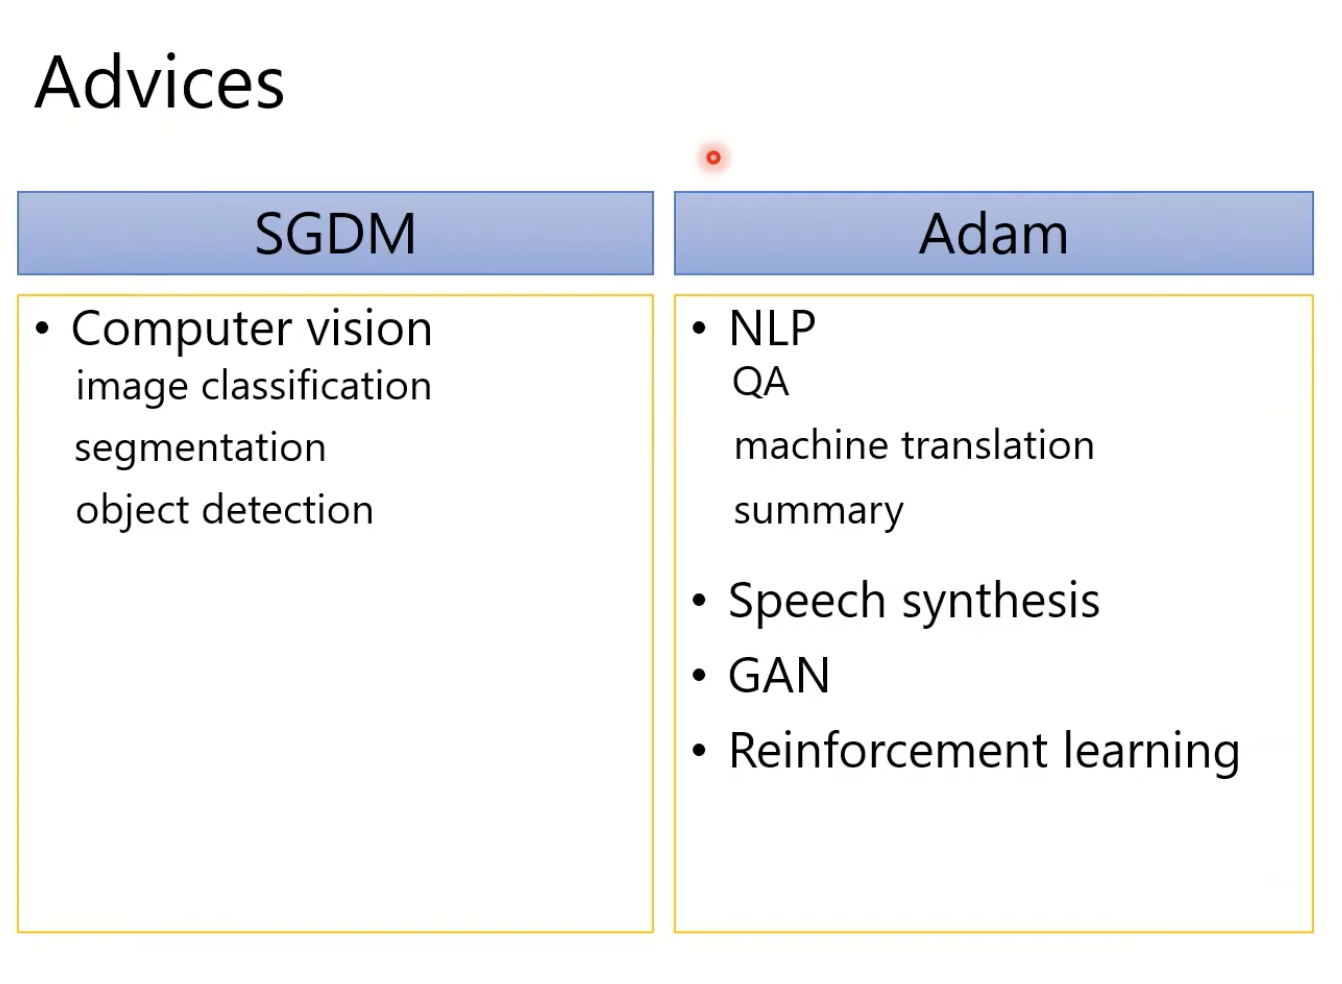 Advices
SGDM
• Computer vision
image classification
segmentation
object detection
Adam
• NLP
QA
machine translation
summary
• Speech synthesis
• GAN
• Reinforcement learning